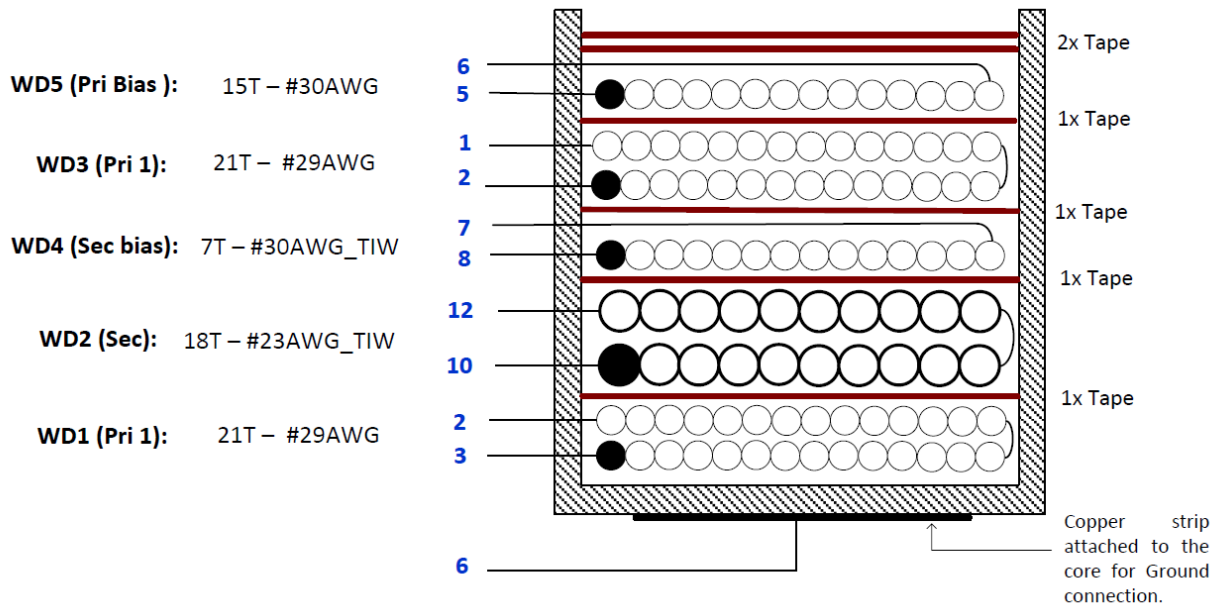 2x Tape
6
WD5 (Pri Bias ): 15T – #30AWG
5
1x Tape
1
WD3 (Pri 1): 21T – #29AWG
2
1x Tape
7
WD4 (Sec bias): 7T – #30AWG_TIW
8
1x Tape
12
WD2 (Sec): 18T – #23AWG_TIW
10
1x Tape
2
WD1 (Pri 1): 21T – #29AWG
3
6
Copper strip
attached to the
core for Ground
connection.